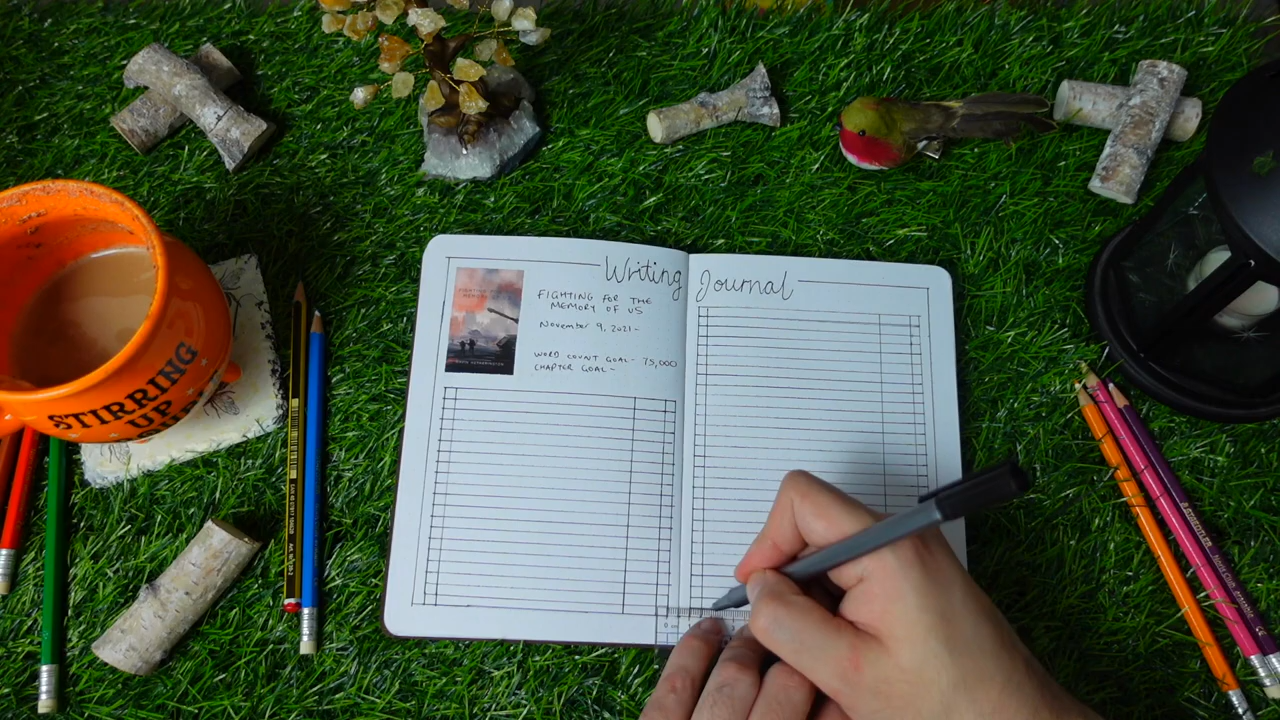 Writing Journal
FIGHTING FOR THE
MEMORY OF US
November 9, 2021-
WORD COUNT GOAL- 75,000
CHAPTER GOAL-
STIRRING
UP